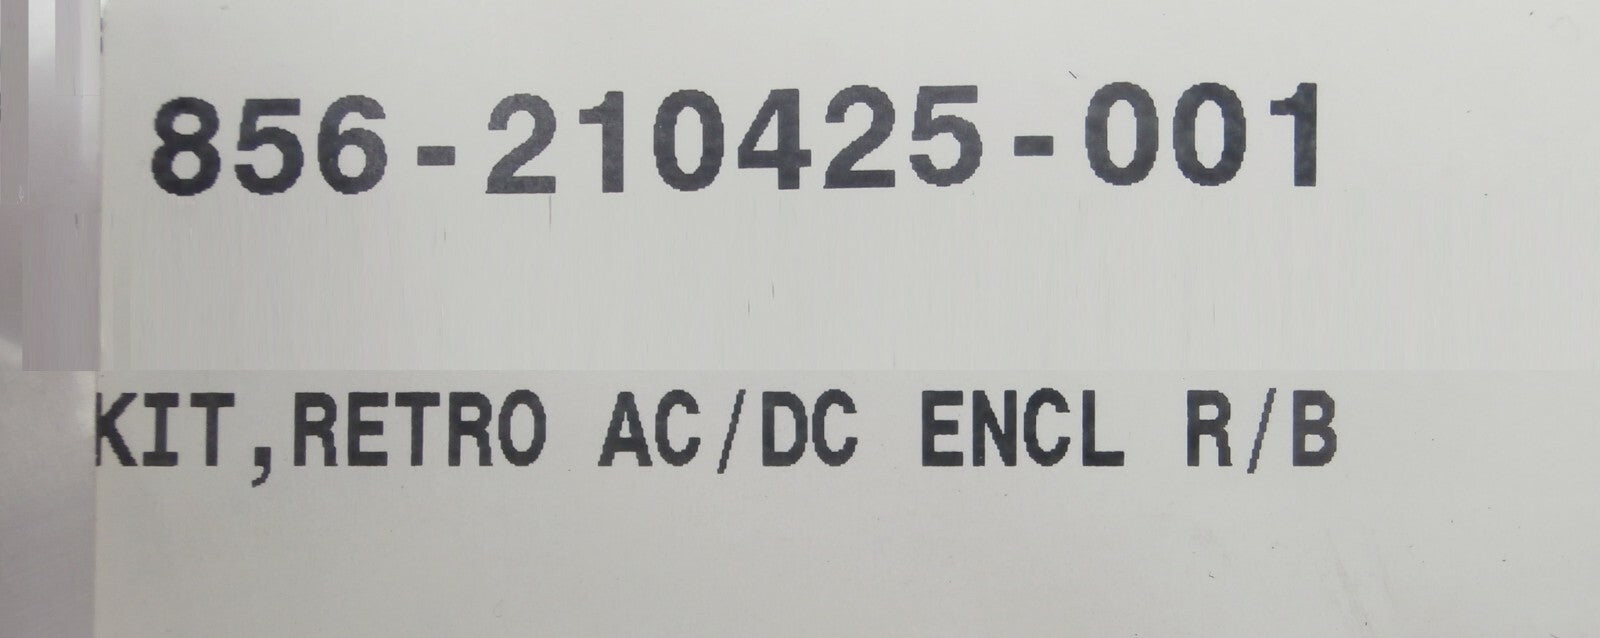 856-210425-001
KIT,RETRO AC/DC ENCL R/B